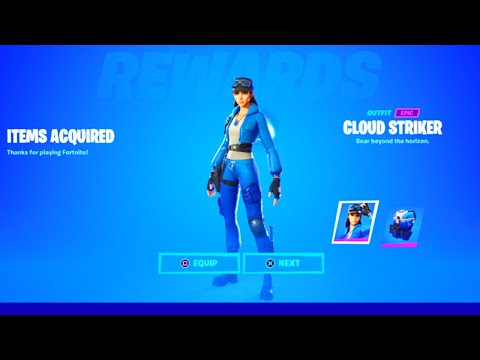 REWARDS
ITEMS ACQUIRED
Thanks for playing Fortnite!
OUTFIT EPIC
CLOUD STRIKER
Soar beyond the horizon.
EQUIP
NEXT